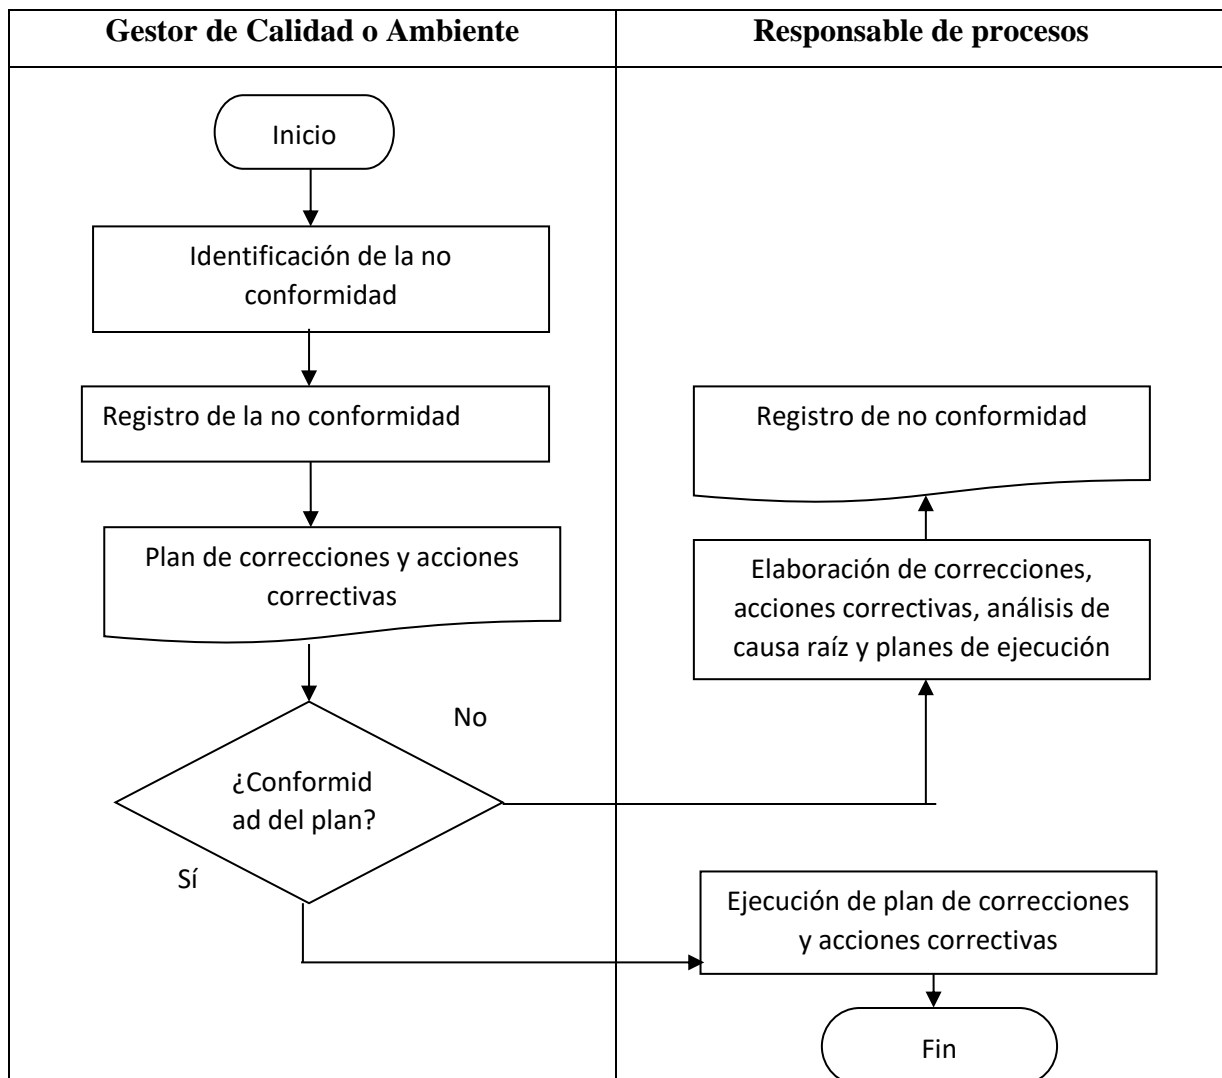 Gestor de Calidad o Ambiente
Responsable de procesos
Inicio
Identificación de la no
conformidad
Registro de la no conformidad
Registro de no conformidad
Plan de correcciones y acciones
correctivas
Elaboración de correcciones,
acciones correctivas, análisis de
causa raíz y planes de ejecución
No
¿Conformid
ad del plan?
Sí
Ejecución de plan de correcciones
y acciones correctivas
Fin